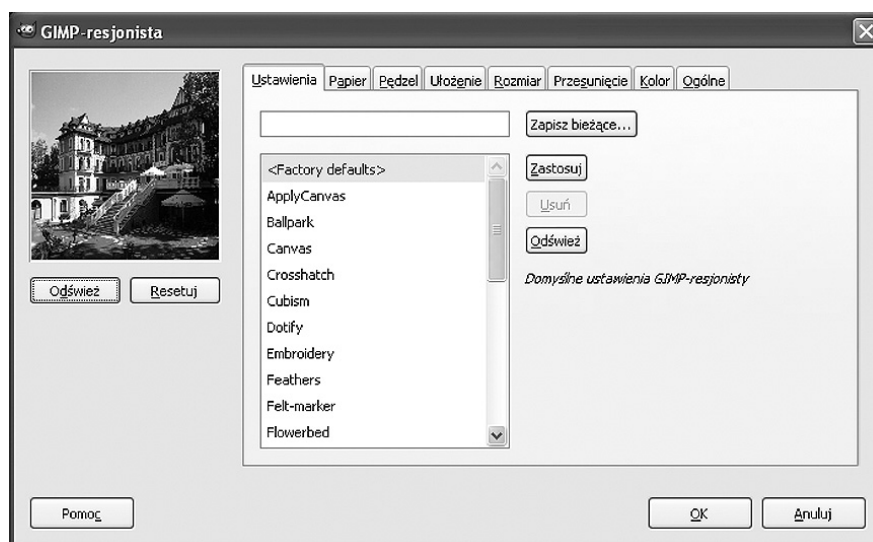 GIMP-resjonista
Ustawienia Papier Pędzel Ułożenie Rozmiar Przesunięcie Kolor Ogólne
Zapisz bieżące...
<Factory defaults>
ApplyCanvas
Ballpark
Canvas
Crosshatch
Cubism
Dotify
Embroidery
Feathers
Felt-marker
Flowerbed
Zastosuj
Usuń
Odśwież
Domyślne ustawienia GIMP-resjonisty
Odśwież Resetuj
Pomoc OK Anuluj